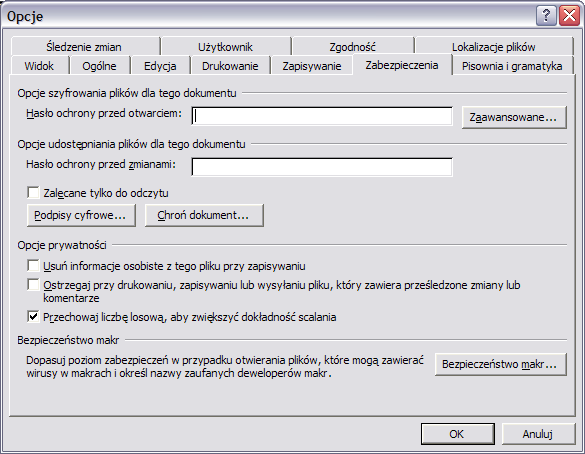 Opcje
Śledzenie zmian Użytkownik Zgodność Lokalizacje plików
Widok Ogólne Edycja Drukowanie Zapisywanie Zabezpieczenia Pisownia i gramatyka
Opcje szyfrowania plików dla tego dokumentu
Hasło ochrony przed otwarciem: Zaawansowane...
Opcje udostępniania plików dla tego dokumentu
Hasło ochrony przed zmianami:
Zalecane tylko do odczytu
Podpisy cyfrowe... Chroń dokument...
Opcje prywatności
Usuń informacje osobiste z tego pliku przy zapisywaniu
Ostrzegaj przy drukowaniu, zapisywaniu lub wysyłaniu pliku, który zawiera prześledzone zmiany lub
komentarze
Przechowaj liczbę losową, aby zwiększyć dokładność scalania
Bezpieczeństwo makr
Dopasuj poziom zabezpieczeń w przypadku otwierania plików, które mogą zawierać
wirusy w makrach i określ nazwy zaufanych deweloperów makr.
Bezpieczeństwo makr...
OK Anuluj